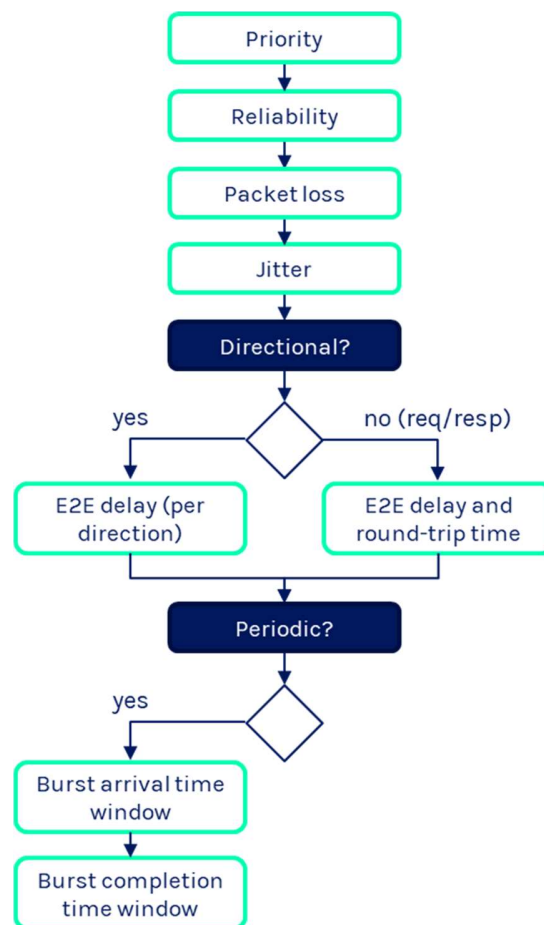 Priority
Reliability
Packet loss
Jitter
Directional?
yes
no (req/resp)
E2E delay (per
direction)
E2E delay and
round-trip time
Periodic?
yes
Burst arrival time
window
Burst completion
time window